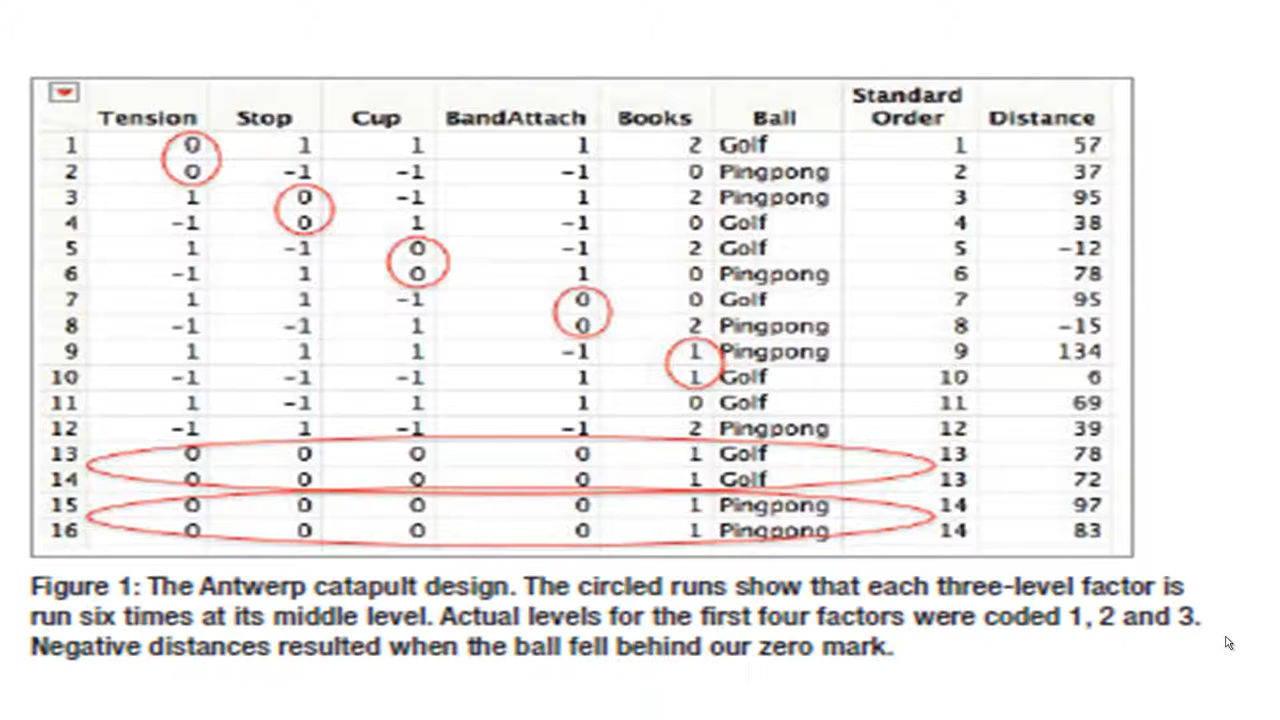 Standard
Tension Stop Cup BandAttach Books Ball Order Distance
1 0 1 1 1 2 Golf 1 57
2 0 -1 -1 -1 0 Pingpong 2 37
3 1 0 -1 1 2 Pingpong 3 95
4 -1 0 1 -1 0 Golf 4 38
5 1 -1 0 -1 2 Golf 5 -12
6 -1 1 0 1 0 Pingpong 6 78
7 1 1 -1 0 0 Golf 7 95
8 -1 -1 1 0 2 Pingpong 8 -15
9 1 1 1 -1 1 Pingpong 9 134
10 -1 -1 -1 1 1 Golf 10 6
11 1 -1 1 1 0 Golf 11 69
12 -1 1 -1 -1 2 Pingpong 12 39
13 0 0 0 0 1 Golf 13 78
14 0 0 0 0 1 Golf 13 72
15 0 0 0 0 1 Pingpong 14 97
16 0 0 0 0 1 Pingpong 14 83
Figure 1: The Antwerp catapult design. The circled runs show that each three-level factor is
run six times at its middle level. Actual levels for the first four factors were coded 1, 2 and 3.
Negative distances resulted when the ball fell behind our zero mark.